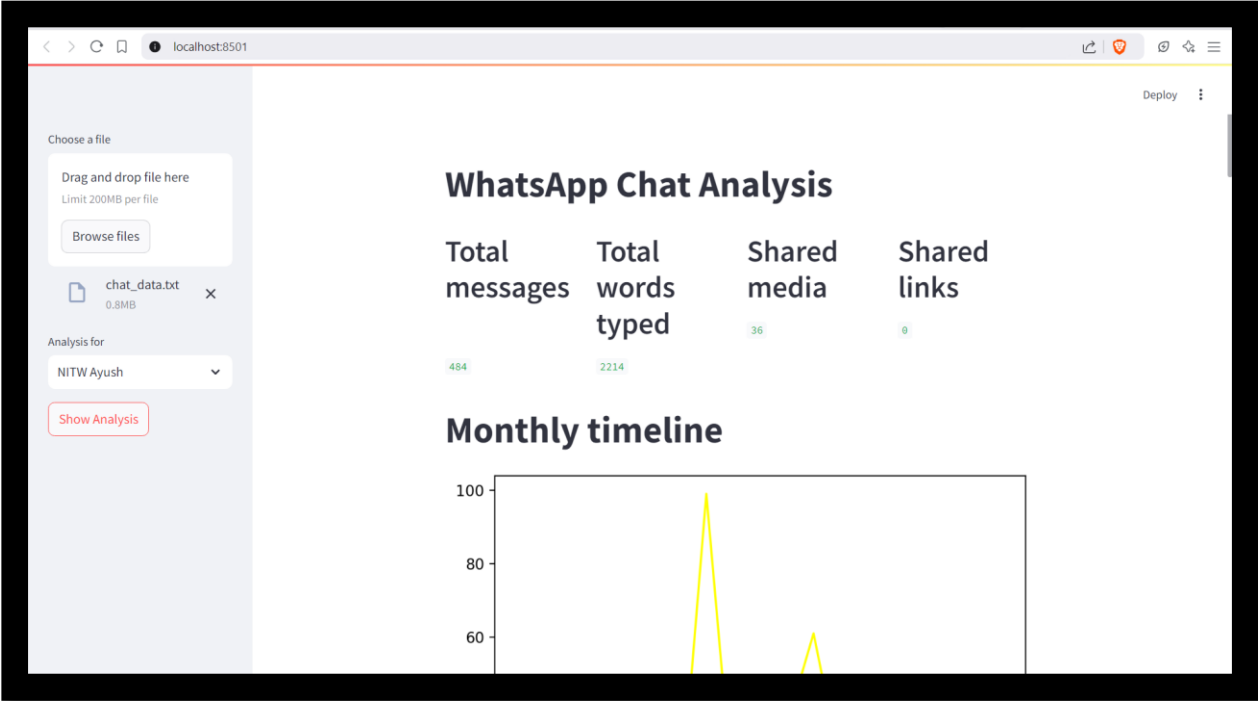 localhost:8501
Deploy
Choose a file
Drag and drop file here
Limit 200MB per file
Browse files
chat_data.txt
0.8MB
Analysis for
NITW Ayush
Show Analysis
WhatsApp Chat Analysis
Total
messages
484
Total
words
typed
2214
Shared
media
36
Shared
links
0
Monthly timeline
100
80
60